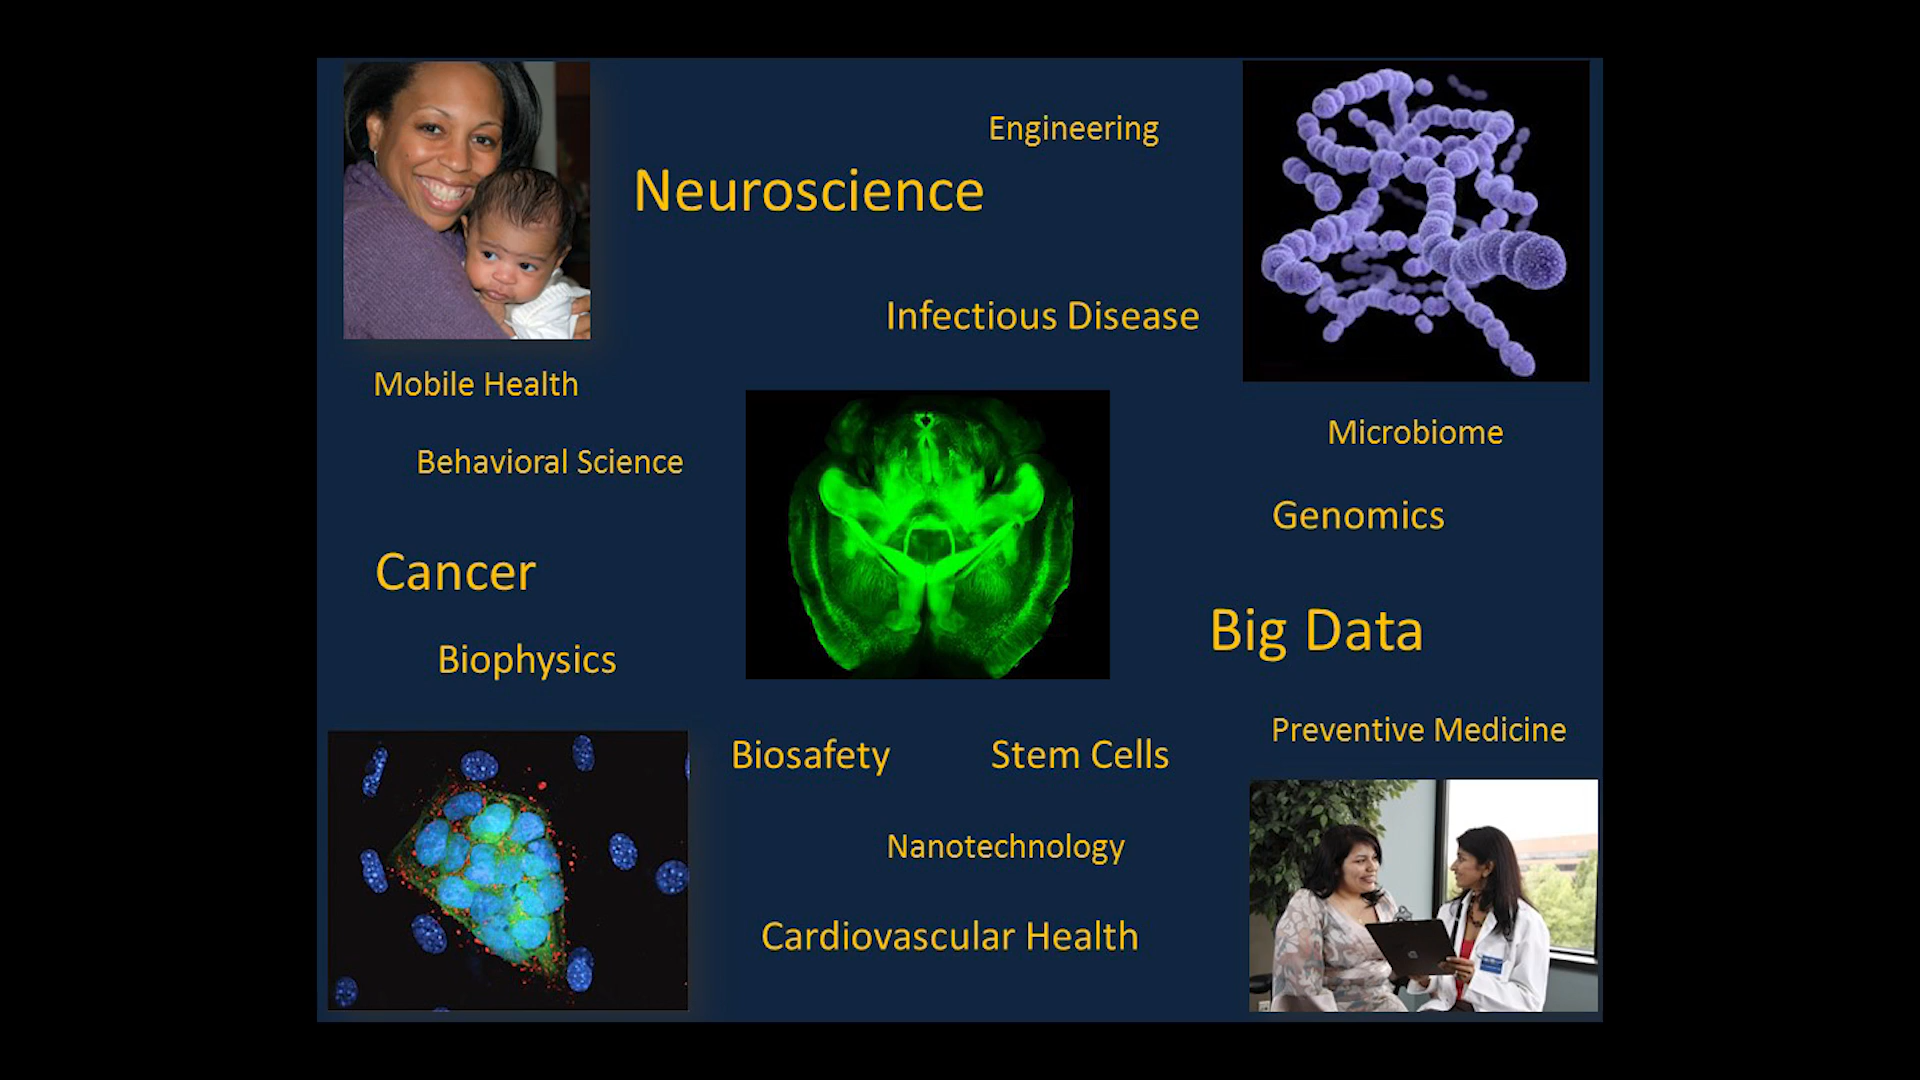 Engineering
Neuroscience
Infectious Disease
Mobile Health
Microbiome
Behavioral Science
Genomics
Cancer
Big Data
Biophysics
Preventive Medicine
Biosafety
Stem Cells
Nanotechnology
Cardiovascular Health